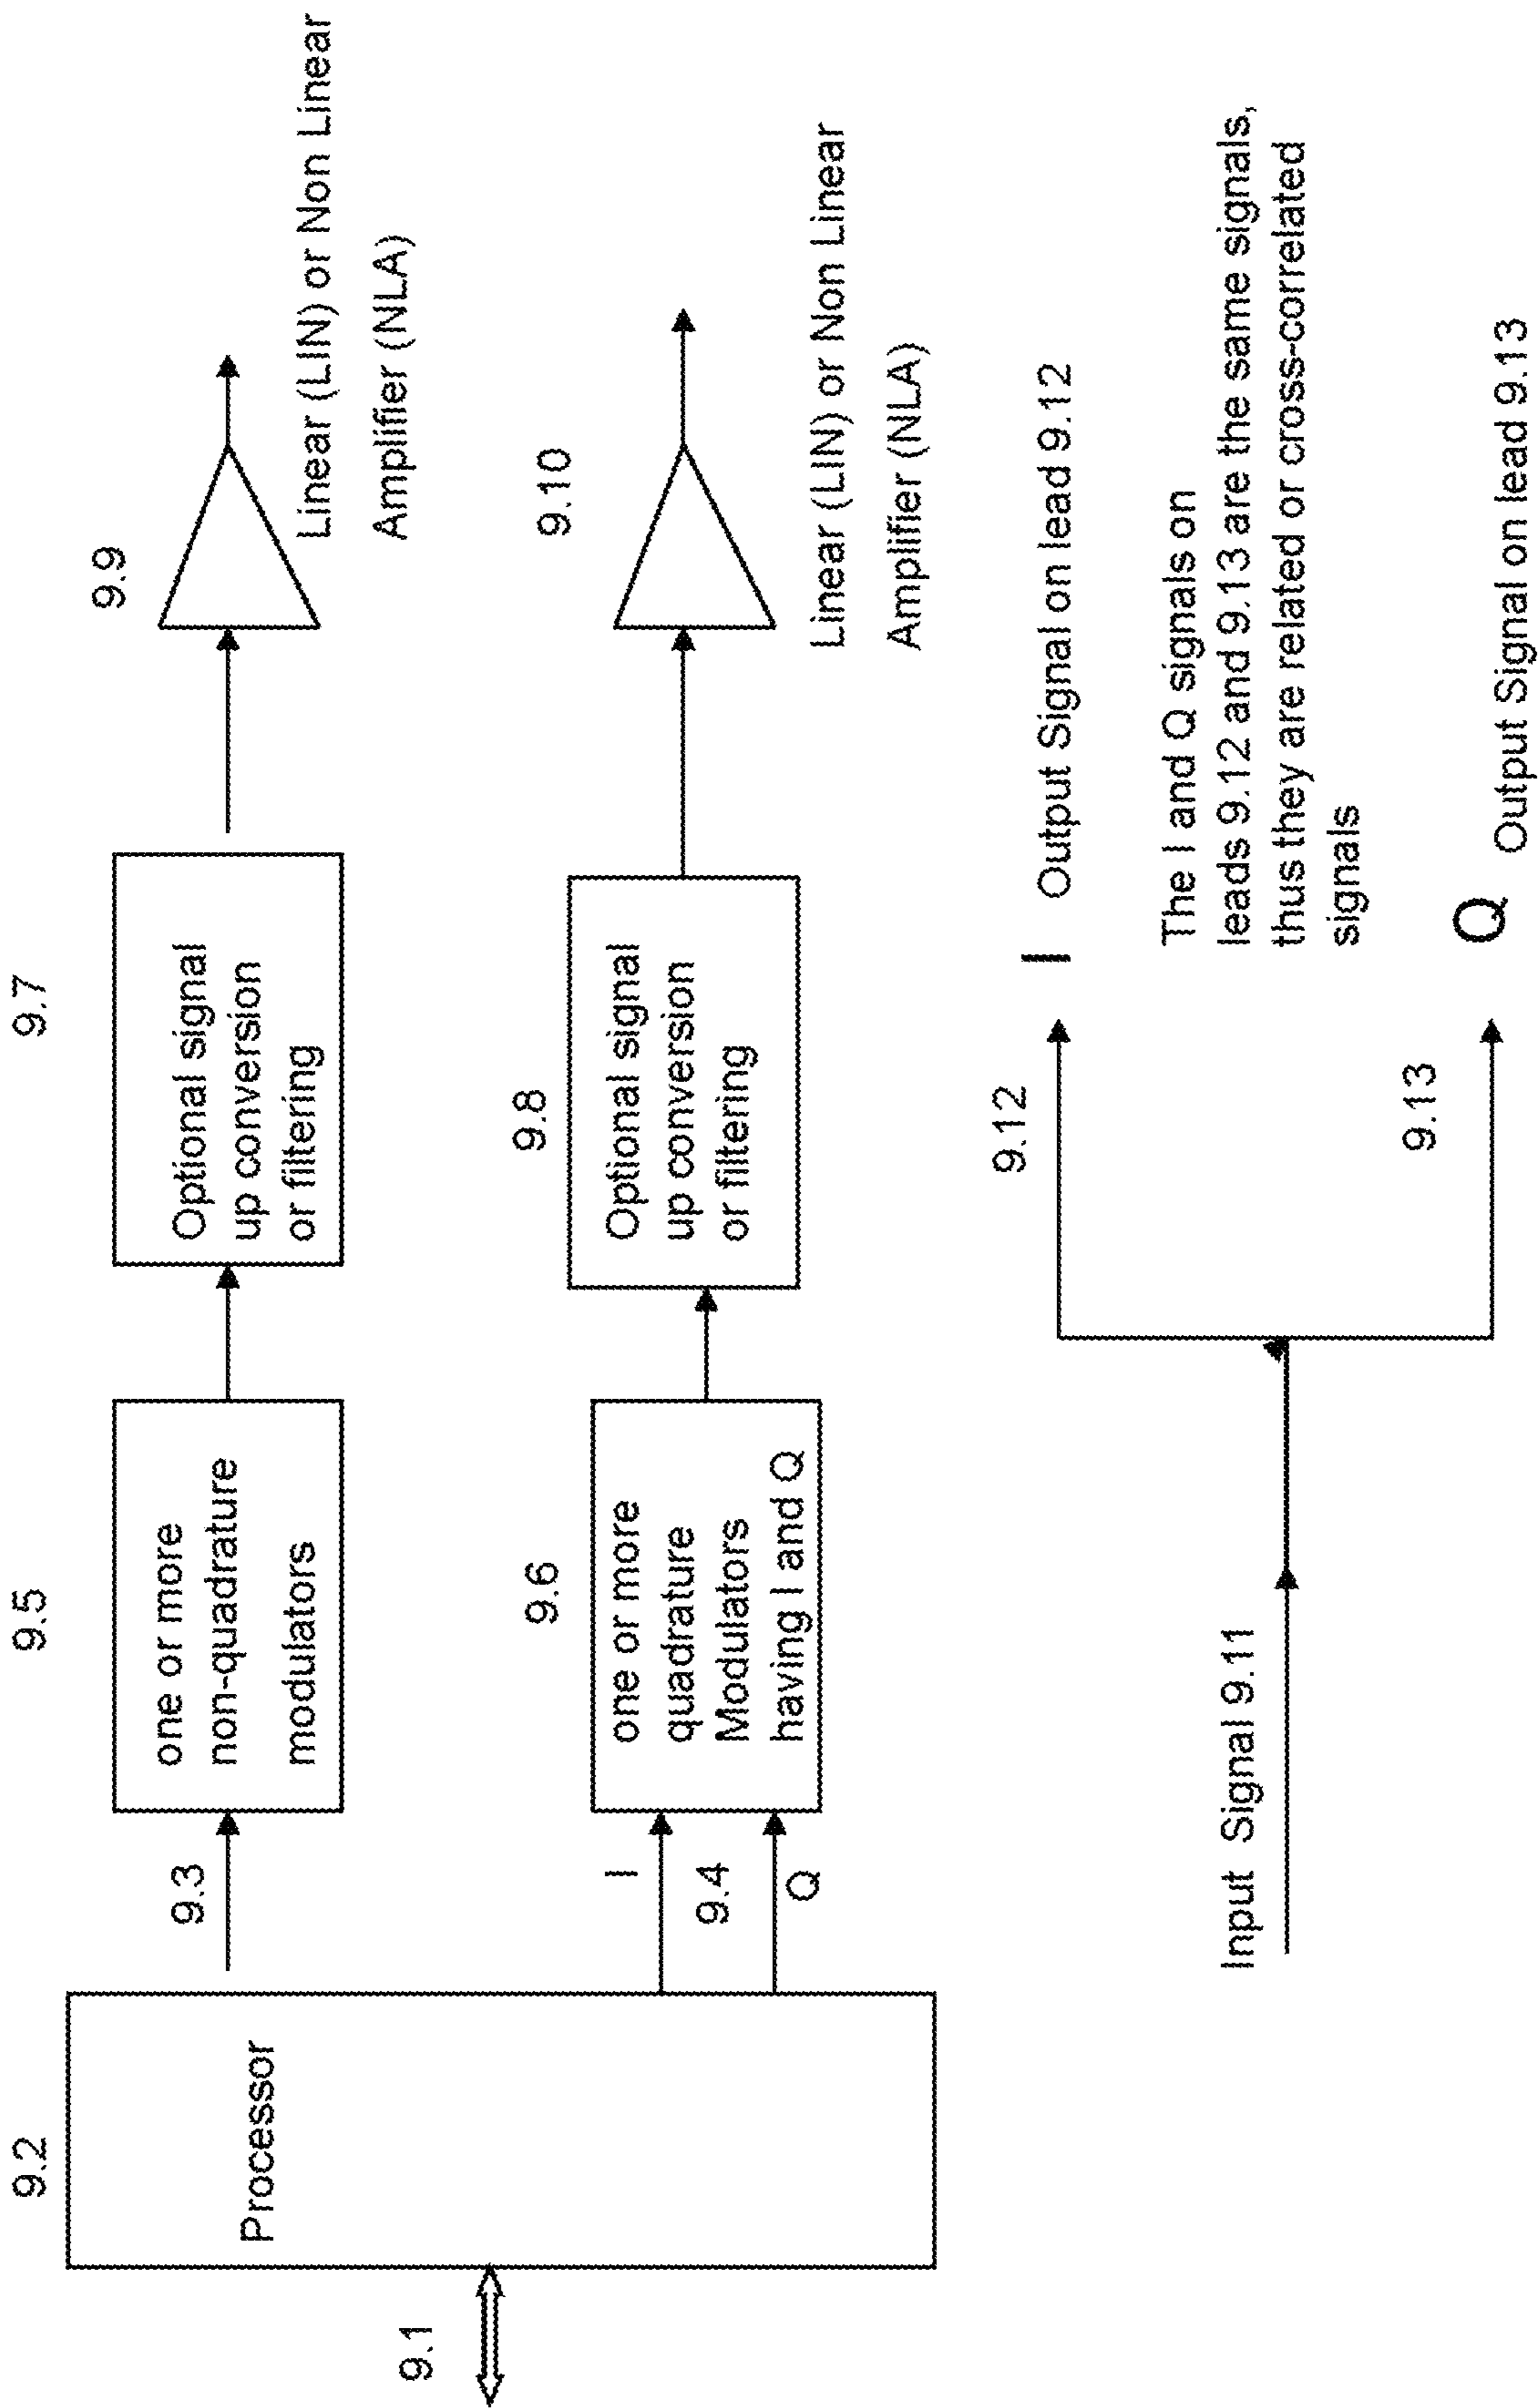 9.2
Processor
9.1
9.3
9.5
one or more
non-quadrature
modulators
9.7
Optional signal
up conversion
or filtering
9.9
Linear (LIN) or Non Linear
Amplifier (NLA)
I
9.4
Q
9.6
one or more
quadrature
Modulators
having I and Q
9.8
Optional signal
up conversion
or filtering
9.10
Linear (LIN) or Non Linear
Amplifier (NLA)
Input Signal 9.11
9.12
I
Output Signal on lead 9.12
The I and Q signals on
leads 9.12 and 9.13 are the same signals,
thus they are related or cross-correlated
signals
9.13
Q
Output Signal on lead 9.13